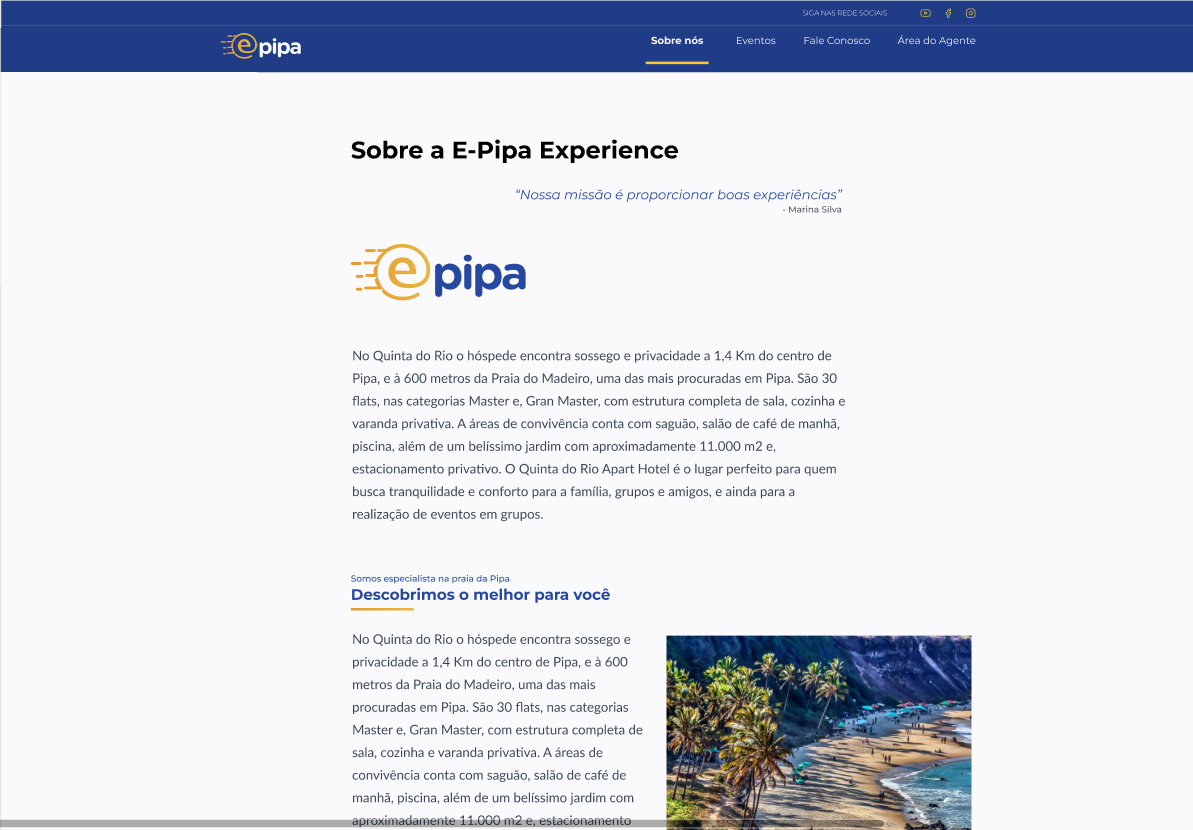 SIGA NAS REDE SOCIAIS
epipa
Sobre nós
Eventos
Fale Conosco
Área do Agente
Sobre a E-Pipa Experience
“Nossa missão é proporcionar boas experiências”
- Marina Silva
epipa
No Quinta do Rio o hóspede encontra sossego e privacidade a 1,4 Km do centro de
Pipa, e à 600 metros da Praia do Madeiro, uma das mais procuradas em Pipa. São 30
flats, nas categorias Master e, Gran Master, com estrutura completa de sala, cozinha e
varanda privativa. A áreas de convivência conta com saguão, salão de café de manhã,
piscina, além de um belíssimo jardim com aproximadamente 11.000 m2 e,
estacionamento privativo. O Quinta do Rio Apart Hotel é o lugar perfeito para quem
busca tranquilidade e conforto para a família, grupos e amigos, e ainda para a
realização de eventos em grupos.
Somos especialista na praia da Pipa
Descobrimos o melhor para você
No Quinta do Rio o hóspede encontra sossego e
privacidade a 1,4 Km do centro de Pipa, e à 600
metros da Praia do Madeiro, uma das mais
procuradas em Pipa. São 30 flats, nas categorias
Master e, Gran Master, com estrutura completa de
sala, cozinha e varanda privativa. A áreas de
convivência conta com saguão, salão de café de
manhã, piscina, além de um belíssimo jardim com
aproximadamente 11.000 m2 e, estacionamento